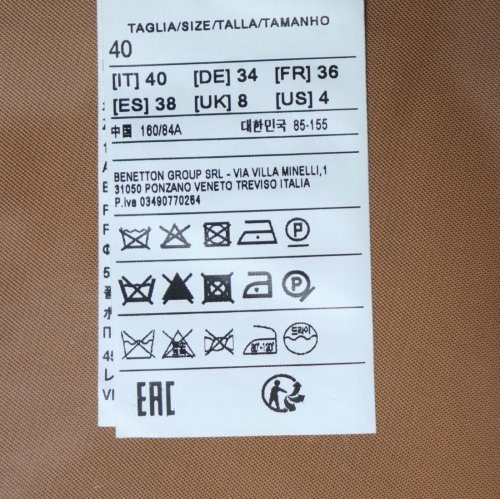 TAGLIA/SIZE/TALLA/TAMANHO
40
[IT] 40 [DE] 34 [FR] 36
[ES] 38 [UK] 8 [US] 4
中国 160/84A 대한민국 85-155
BENETTON GROUP SRL - VIA VILLA MINELLI,1
31050 PONZANO VENETO TREVISO ITALIA
P.iva 03490770264
P
P
80'-120' 드라이
EAC